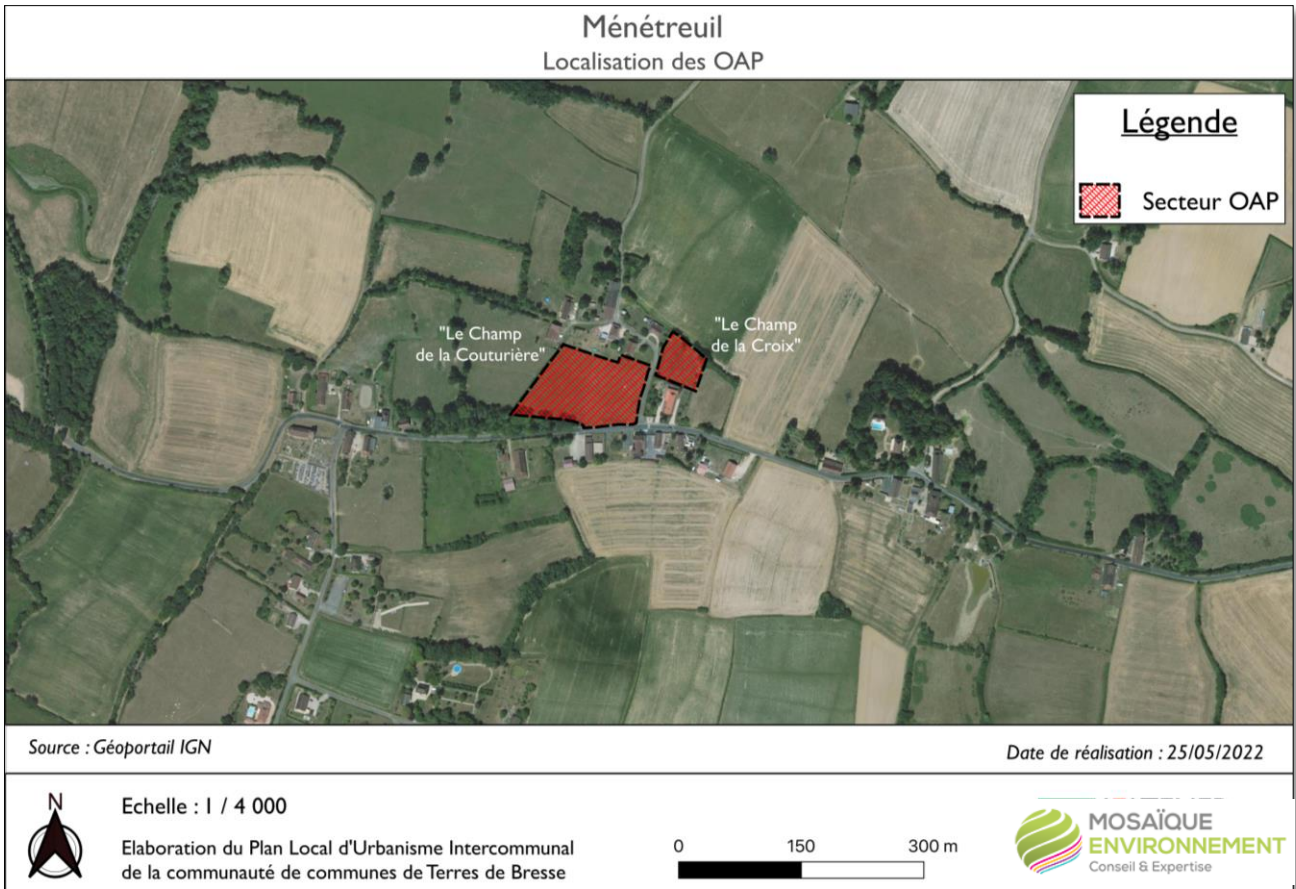 Ménétreuil
Localisation des OAP
Légende
Secteur OAP
"Le Champ
de la Couturière"
"Le Champ
de la Croix"
Source : Géoportail IGN
Date de réalisation : 25/05/2022
N
Echelle : 1 / 4 000
Elaboration du Plan Local d'Urbanisme Intercommunal
de la communauté de communes de Terres de Bresse
0 150 300 m
MOSAÏQUE
ENVIRONNEMENT
Conseil & Expertise